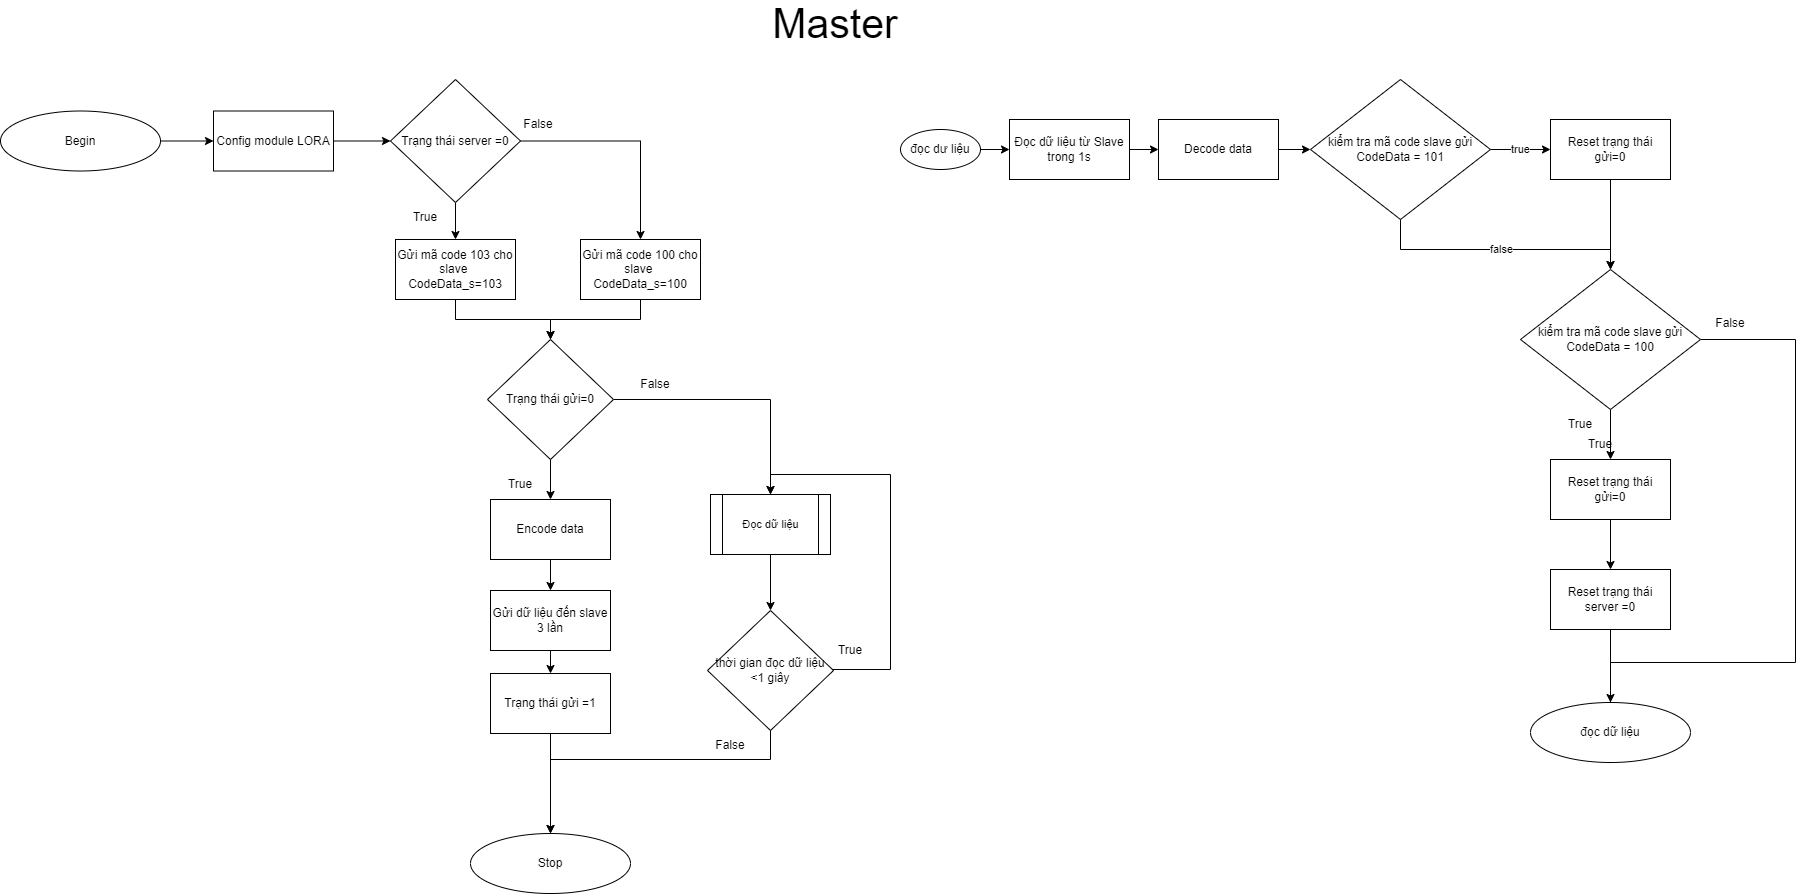 Master
Begin
Config module LORA
Trạng thái server =0
False
True
Gửi mã code 103 cho
slave
CodeData_s=103
Gửi mã code 100 cho
slave
CodeData_s=100
Trạng thái gửi=0
False
True
Encode data
Gửi dữ liệu đến slave
3 lần
Trạng thái gửi =1
Đọc dữ liệu
thời gian đọc dữ liệu
<1 giây
True
False
Stop
đọc dư liệu
Đọc dữ liệu từ Slave
trong 1s
Decode data
kiểm tra mã code slave gửi
CodeData = 101
true
Reset trạng thái
gửi=0
false
kiểm tra mã code slave gửi
CodeData = 100
False
True
True
Reset trạng thái
gửi=0
Reset trạng thái
server =0
đọc dữ liệu